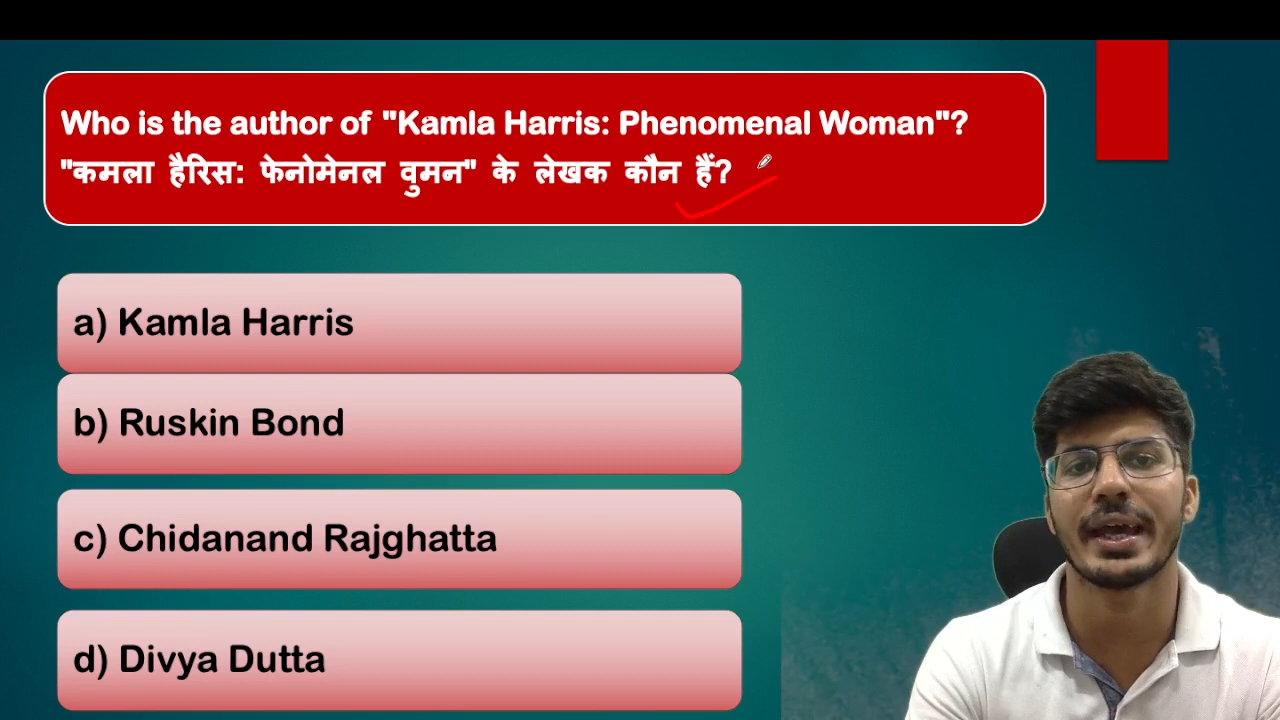 Who is the author of "Kamla Harris: Phenomenal Woman"?
"कमला हैरिस: फेनोमेनल वुमन" के लेखक कौन हैं?
a) Kamla Harris
b) Ruskin Bond
c) Chidanand Rajghatta
d) Divya Dutta